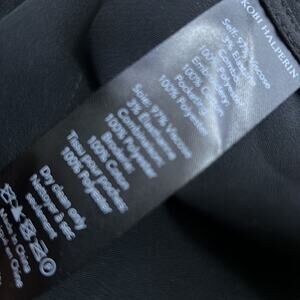 KOBI HALPERIN
Self: 97% Viscose
3% Elastane
Combo:
100% Polyester
Embroidery:
100% Cotton
Pocketing:
100% Polyester
Soie: 97% Viscose
3% Elasthanne
Combinaison:
100% Polyester
Broderie:
100% Coton
Tissu pour poches:
100% Polyester
Dry clean only
Nettoyer à sec
seulement
Made in China